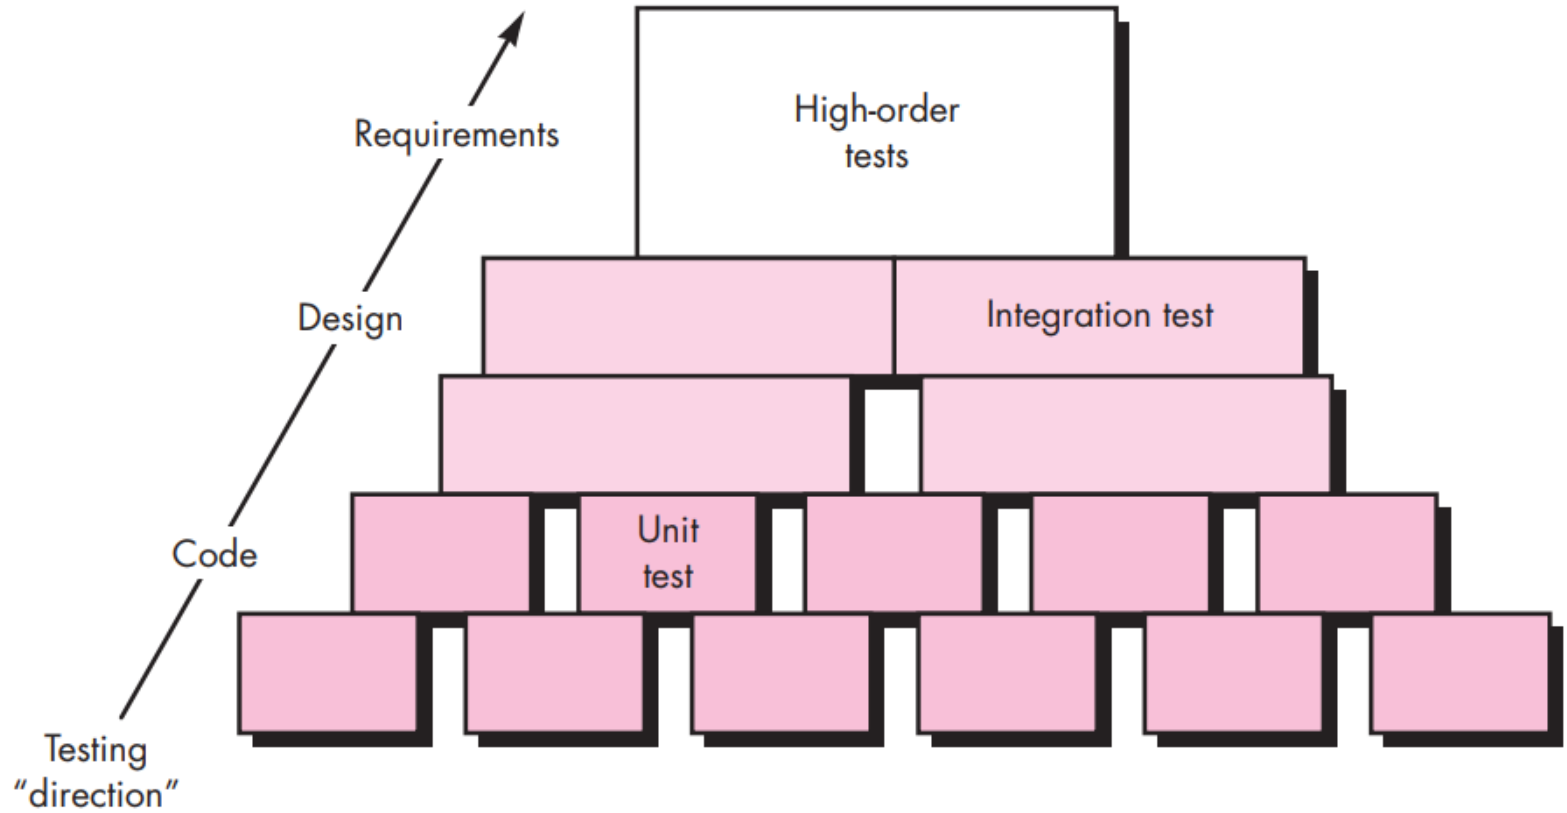 High-order
tests
Requirements
Integration test
Design
Unit
test
Code
Testing
“direction”